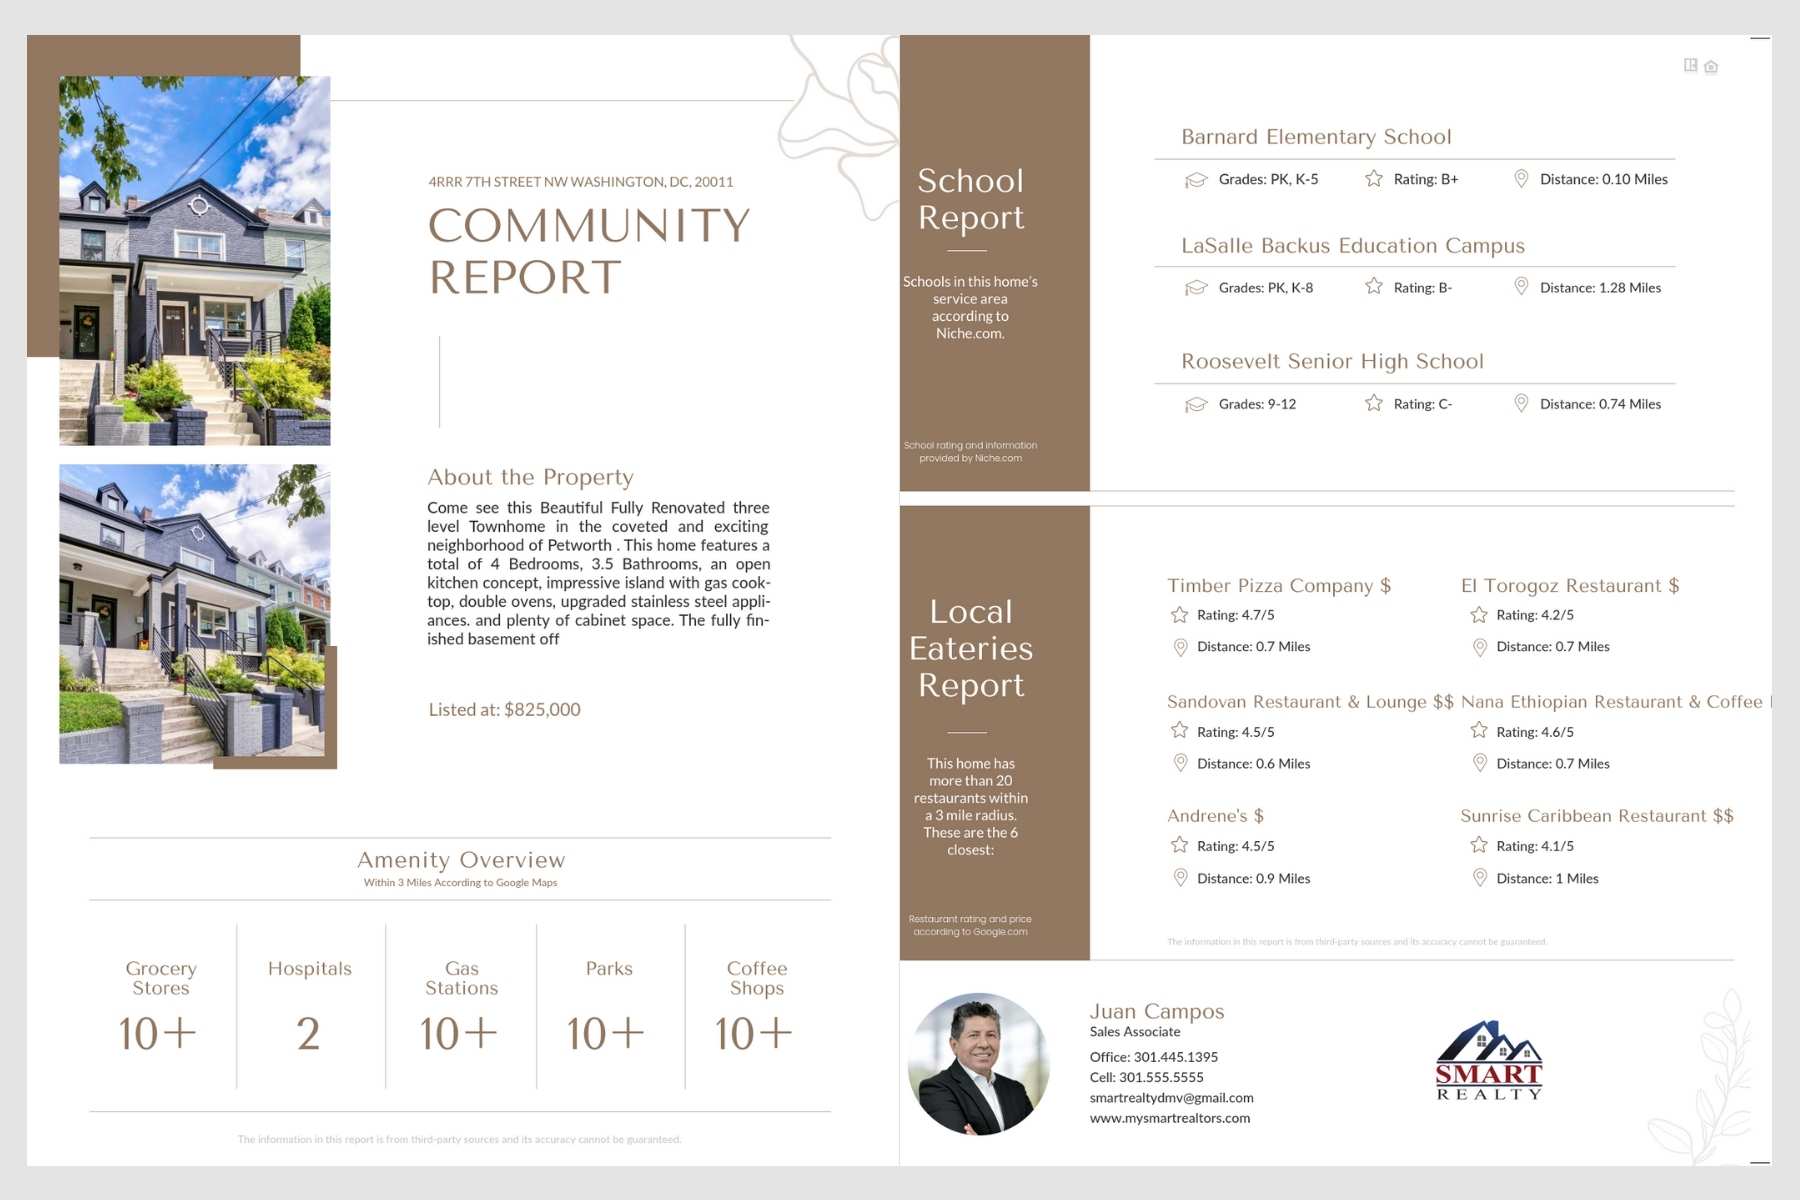 4RRR 7TH STREET NW WASHINGTON, DC, 20011
COMMUNITY
REPORT
About the Property
Come see this Beautiful Fully Renovated three
level Townhome in the coveted and exciting
neighborhood of Petworth . This home features a
total of 4 Bedrooms, 3.5 Bathrooms, an open
kitchen concept, impressive island with gas cook-
top, double ovens, upgraded stainless steel appli-
ances. and plenty of cabinet space. The fully fin-
ished basement off
Listed at: $825,000
Amenity Overview
Within 3 Miles According to Google Maps
Grocery
Stores
10+
Hospitals
2
Gas
Stations
10+
Parks
10+
Coffee
Shops
10+
The information in this report is from third-party sources and its accuracy cannot be guaranteed.
School
Report
Schools in this home's
service area
according to
Niche.com.
School rating and information
provided by Niche.com
Barnard Elementary School
Grades: PK, K-5 Rating: B+ Distance: 0.10 Miles
LaSalle Backus Education Campus
Grades: PK, K-8 Rating: B- Distance: 1.28 Miles
Roosevelt Senior High School
Grades: 9-12 Rating: C- Distance: 0.74 Miles
Local
Eateries
Report
This home has
more than 20
restaurants within
a 3 mile radius.
These are the 6
closest:
Restaurant rating and price
according to Google.com
Timber Pizza Company $
Rating: 4.7/5
Distance: 0.7 Miles
El Torogoz Restaurant $
Rating: 4.2/5
Distance: 0.7 Miles
Sandovan Restaurant & Lounge $$
Rating: 4.5/5
Distance: 0.6 Miles
Nana Ethiopian Restaurant & Coffee
Rating: 4.6/5
Distance: 0.7 Miles
Andrene's $
Rating: 4.5/5
Distance: 0.9 Miles
Sunrise Caribbean Restaurant $$
Rating: 4.1/5
Distance: 1 Miles
The information in this report is from third-party sources and its accuracy cannot be guaranteed.
Juan Campos
Sales Associate
Office: 301.445.1395
Cell: 301.555.5555
smartrealtydmv@gmail.com
www.mysmartrealtors.com
SMART
REALTY